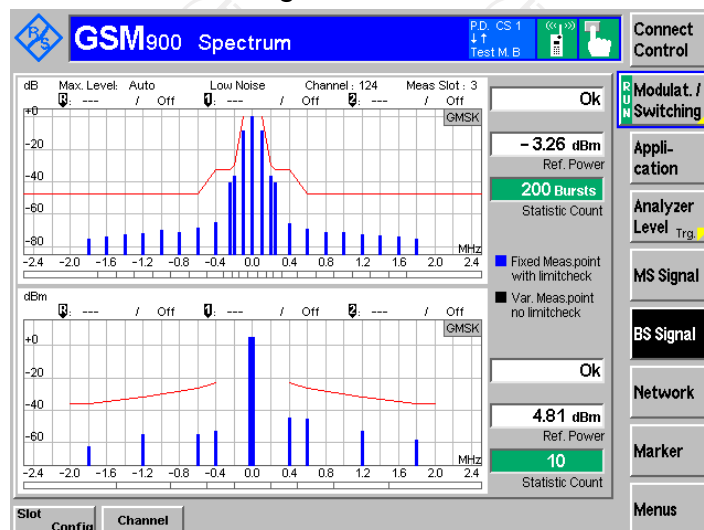 R/S GSM900 Spectrum
P.D. CS 1
Test M. B
Connect Control
dB Max. Level: Auto Low Noise Channel : 124 Meas Slot : 3
R: --- / Off 1: --- / Off 2: --- / Off
GMSK
+0
-20
-40
-60
-80
MHz
-2.4 -2.0 -1.6 -1.2 -0.8 -0.4 0.0 0.4 0.8 1.2 1.6 2.0 2.4
Ok
- 3.26 dBm
Ref. Power
200 Bursts
Statistic Count
Fixed Meas.point
with limitcheck
Var. Meas.point
no limitcheck
dBm
R: --- / Off 1: --- / Off 2: --- / Off
GMSK
+0
-20
-40
-60
MHz
-2.4 -2.0 -1.6 -1.2 -0.8 -0.4 0.0 0.4 0.8 1.2 1.6 2.0 2.4
Ok
4.81 dBm
Ref. Power
10
Statistic Count
RUN
Modulat. /
Switching
Appli-
cation
Analyzer
Level Trg.
MS Signal
BS Signal
Network
Marker
Menus
Slot
Config
Channel